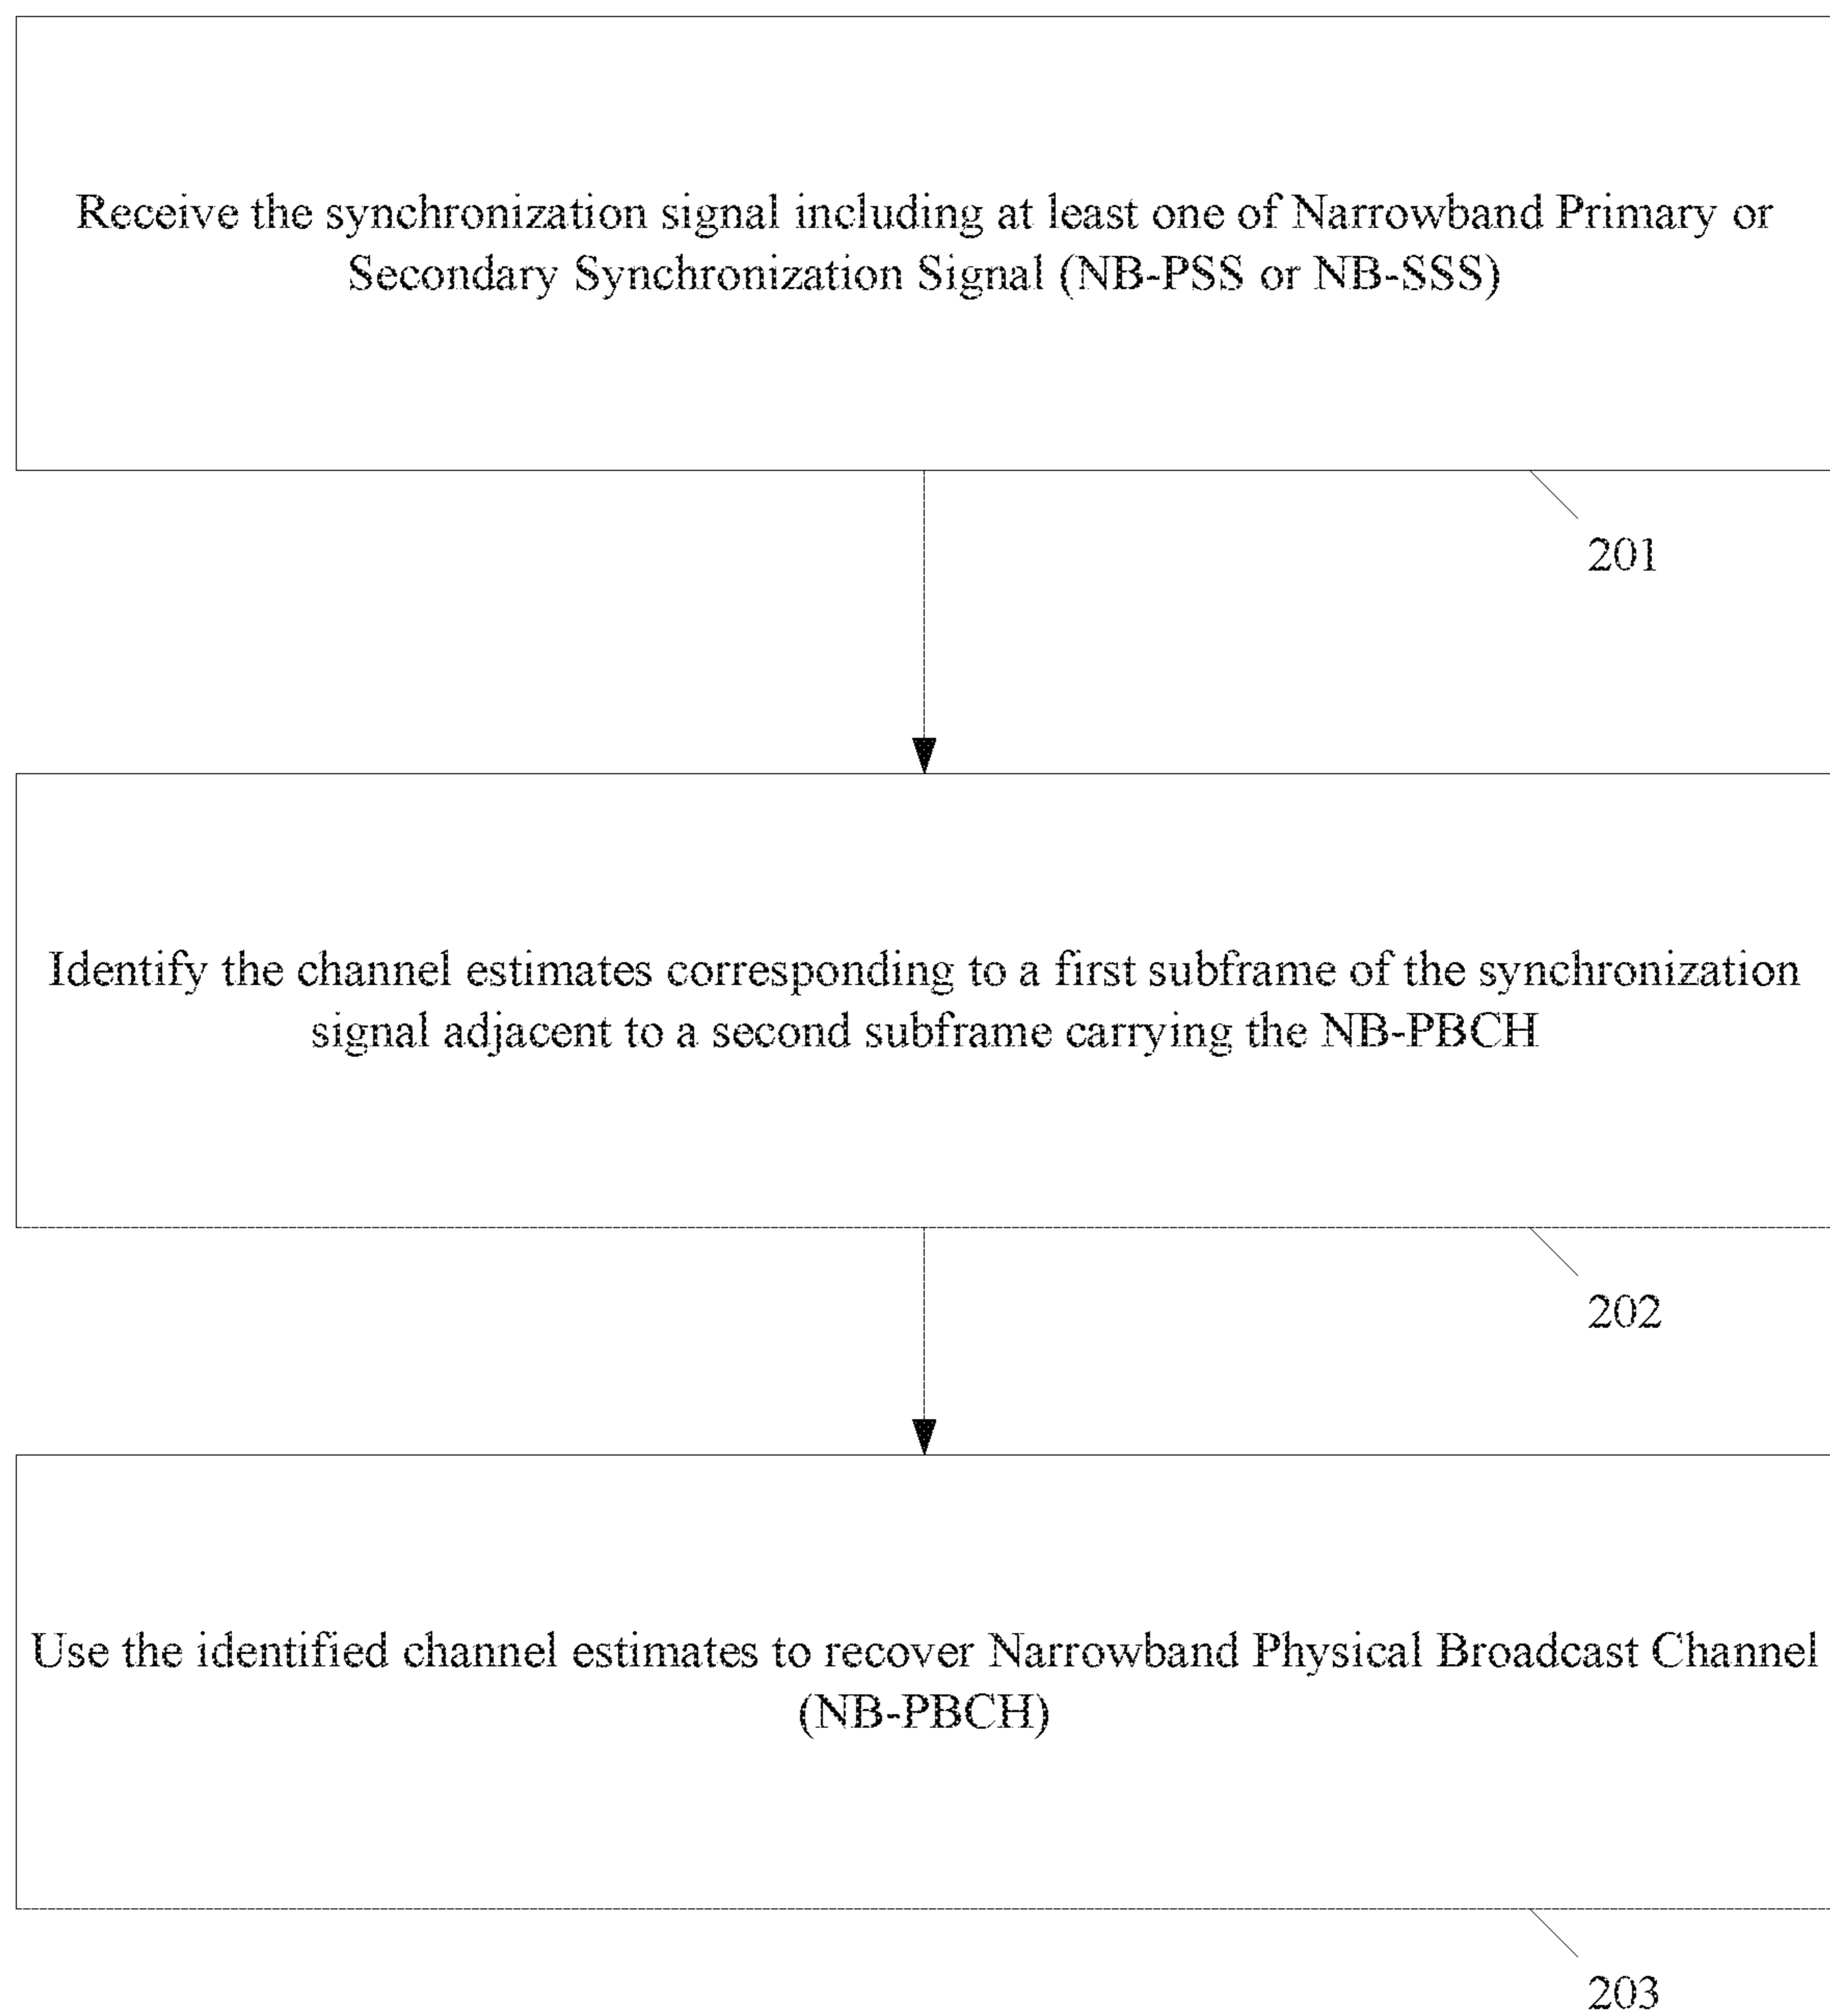 Receive the synchronization signal including at least one of Narrowband Primary or
Secondary Synchronization Signal (NB-PSS or NB-SSS)
201
Identify the channel estimates corresponding to a first subframe of the synchronization
signal adjacent to a second subframe carrying the NB-PBCH
202
Use the identified channel estimates to recover Narrowband Physical Broadcast Channel
(NB-PBCH)
203